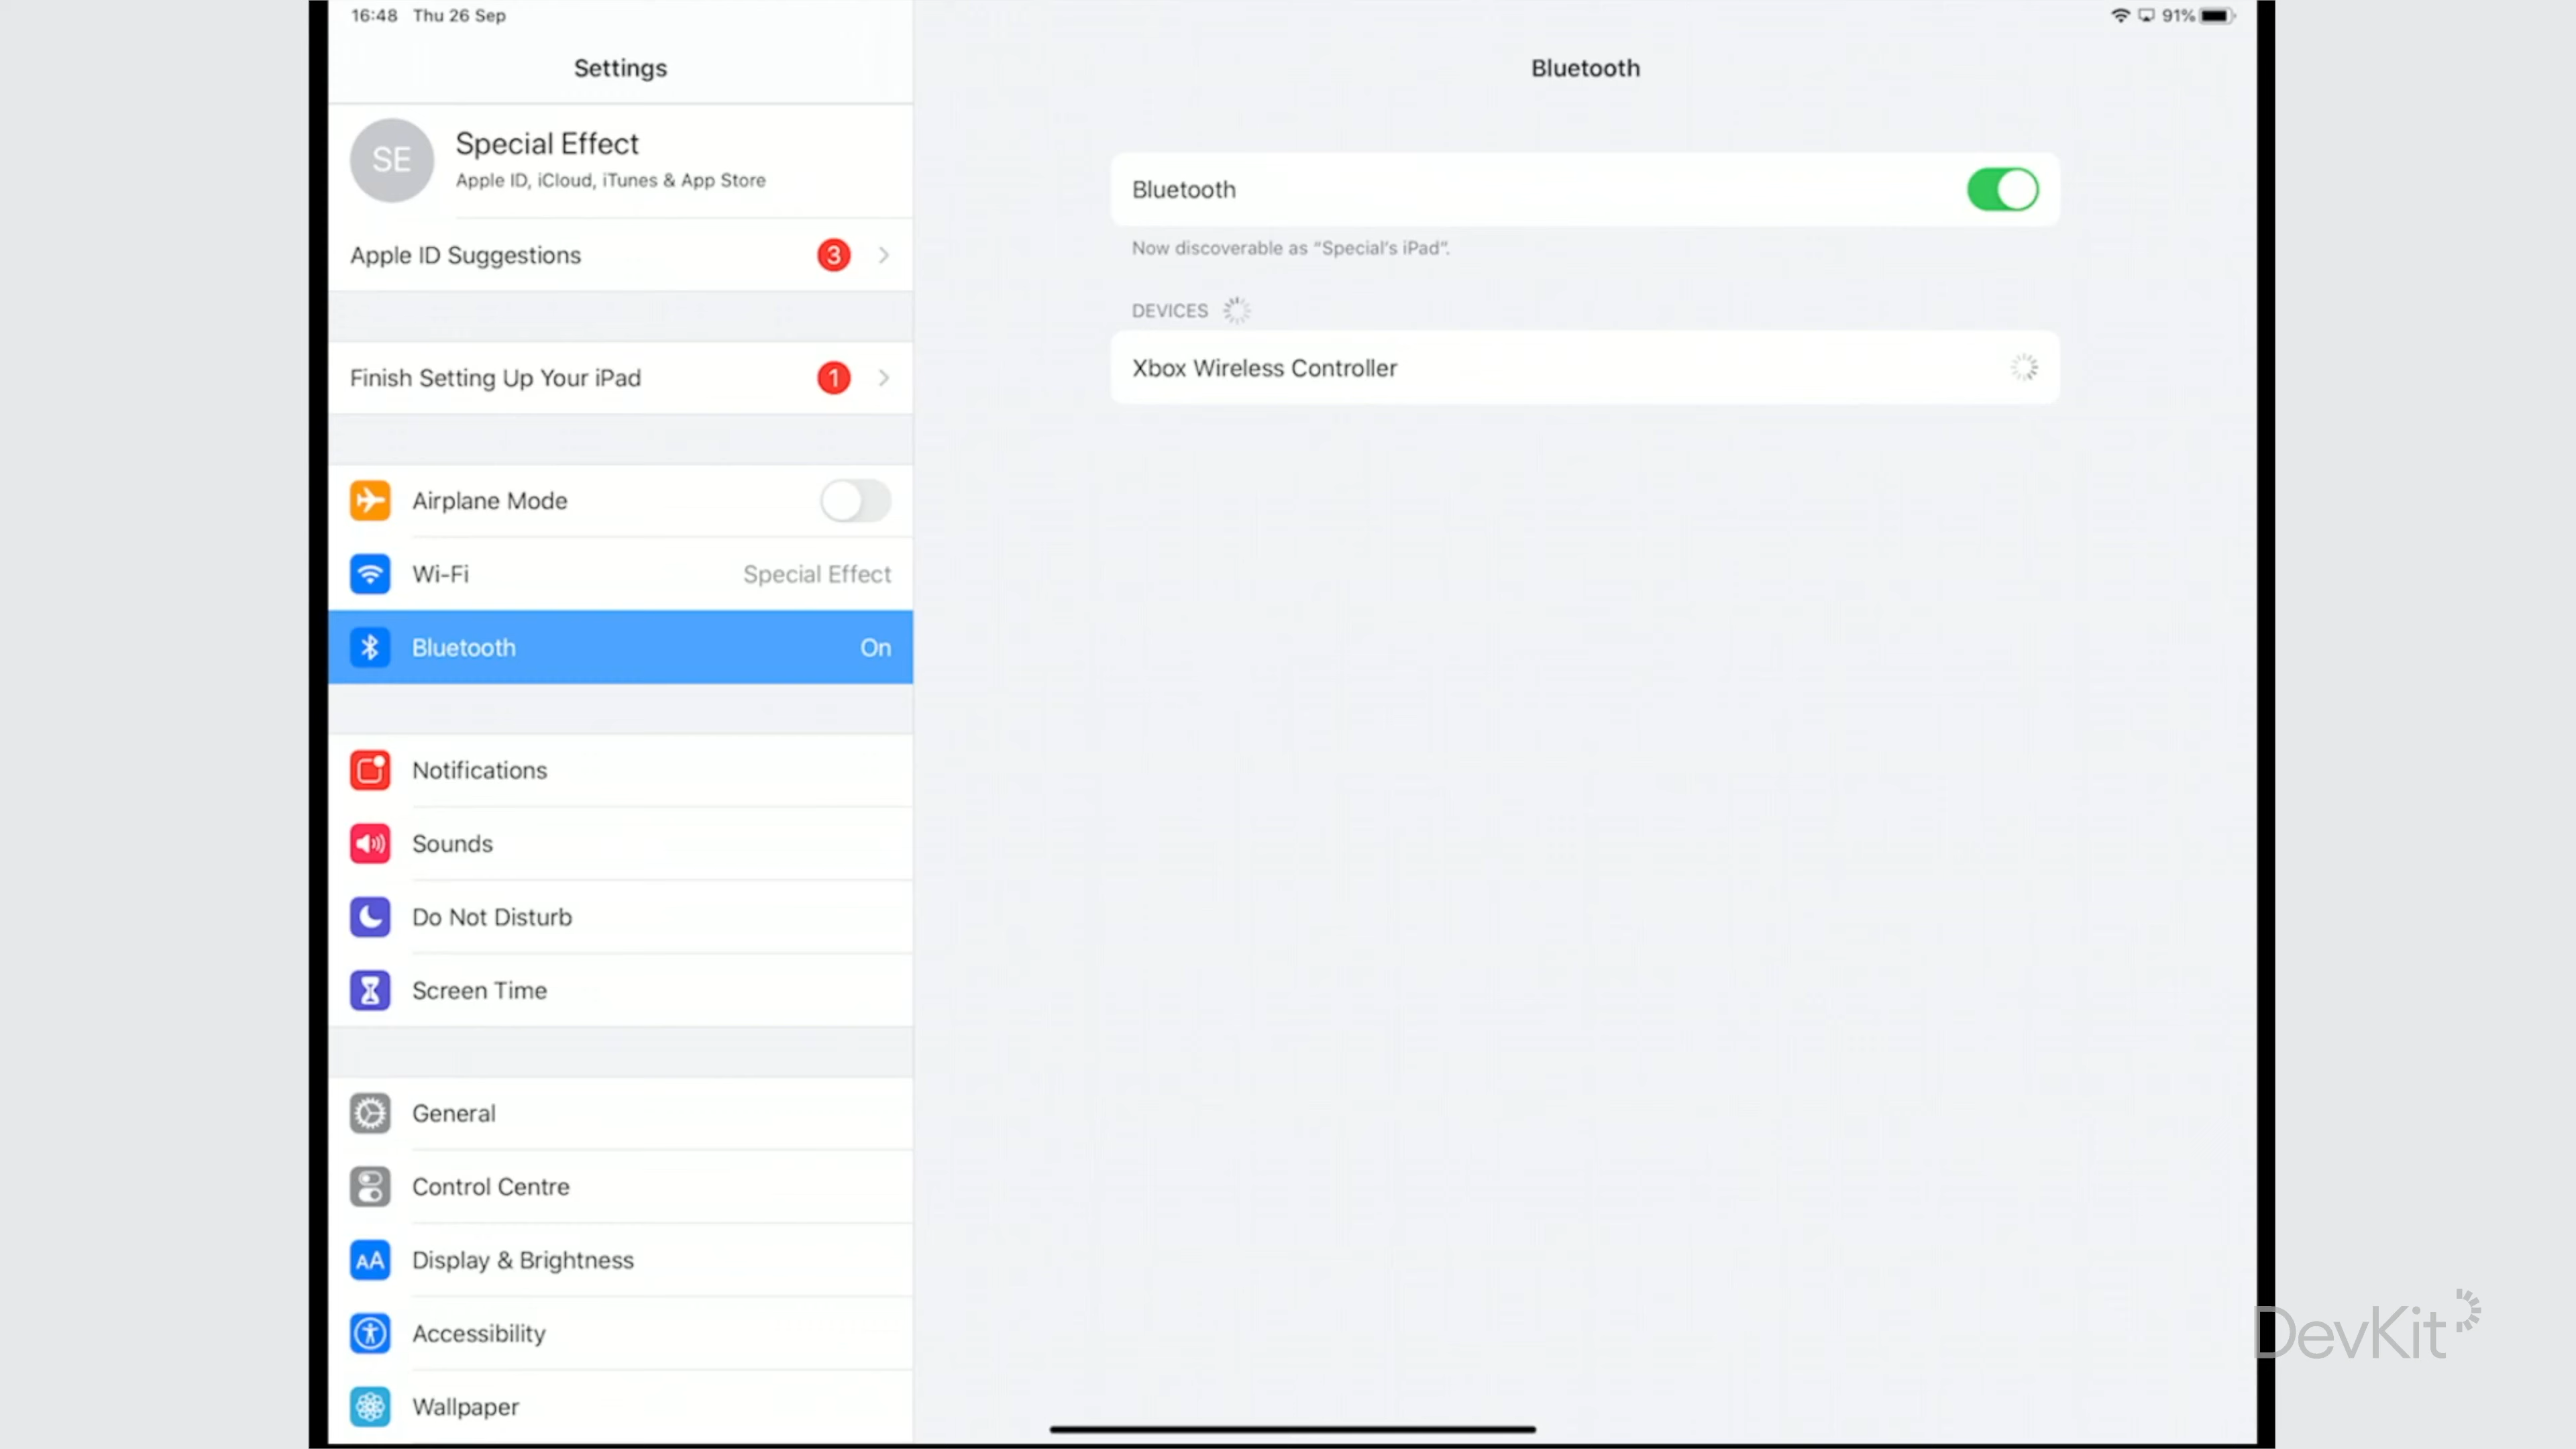 16:48 Thu 26 Sep
91%
Settings
SE
Special Effect
Apple ID, iCloud, iTunes & App Store
Apple ID Suggestions 3
Finish Setting Up Your iPad 1
Airplane Mode
Wi-Fi Special Effect
Bluetooth On
Notifications
Sounds
Do Not Disturb
Screen Time
General
Control Centre
AA Display & Brightness
Accessibility
Wallpaper
Bluetooth
Bluetooth
Now discoverable as “Special’s iPad”.
DEVICES
Xbox Wireless Controller
DevKit